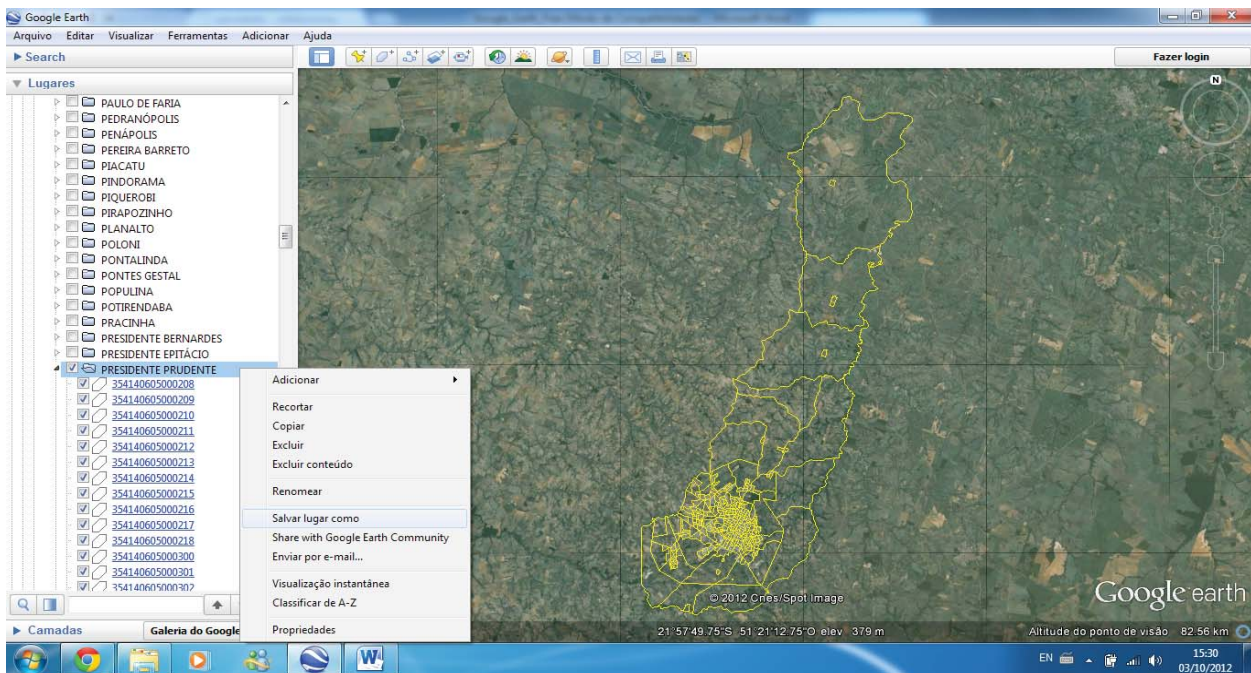 Google Earth
Arquivo Editar Visualizar Ferramentas Adicionar Ajuda
Search
Fazer login
Lugares
N
PAULO DE FARIA
PEDRANÓPOLIS
PENÁPOLIS
PEREIRA BARRETO
PIACATU
PINDORAMA
PIQUEROBI
PIRAPOZINHO
PLANALTO
POLONI
PONTALINDA
PONTES GESTAL
POPULINA
POTIRENDABA
PRACINHA
PRESIDENTE BERNARDES
PRESIDENTE EPITÁCIO
PRESIDENTE PRUDENTE
354140605000208
354140605000209
354140605000210
354140605000211
354140605000212
354140605000213
354140605000214
354140605000215
354140605000216
354140605000217
354140605000218
354140605000300
354140605000301
354140605000302
Adicionar
Recortar
Copiar
Excluir
Excluir conteúdo
Renomear
Salvar lugar como
Share with Google Earth Community
Enviar por e-mail...
Visualização instantânea
Classificar de A-Z
Propriedades
© 2012 Cnes/Spot Image
Google earth
Camadas
Galeria do Google
21°57'49.75"S 51°21'12.75"O elev 379 m
Altitude do ponto de visão 82.56 km
W
EN
15:30
03/10/2012